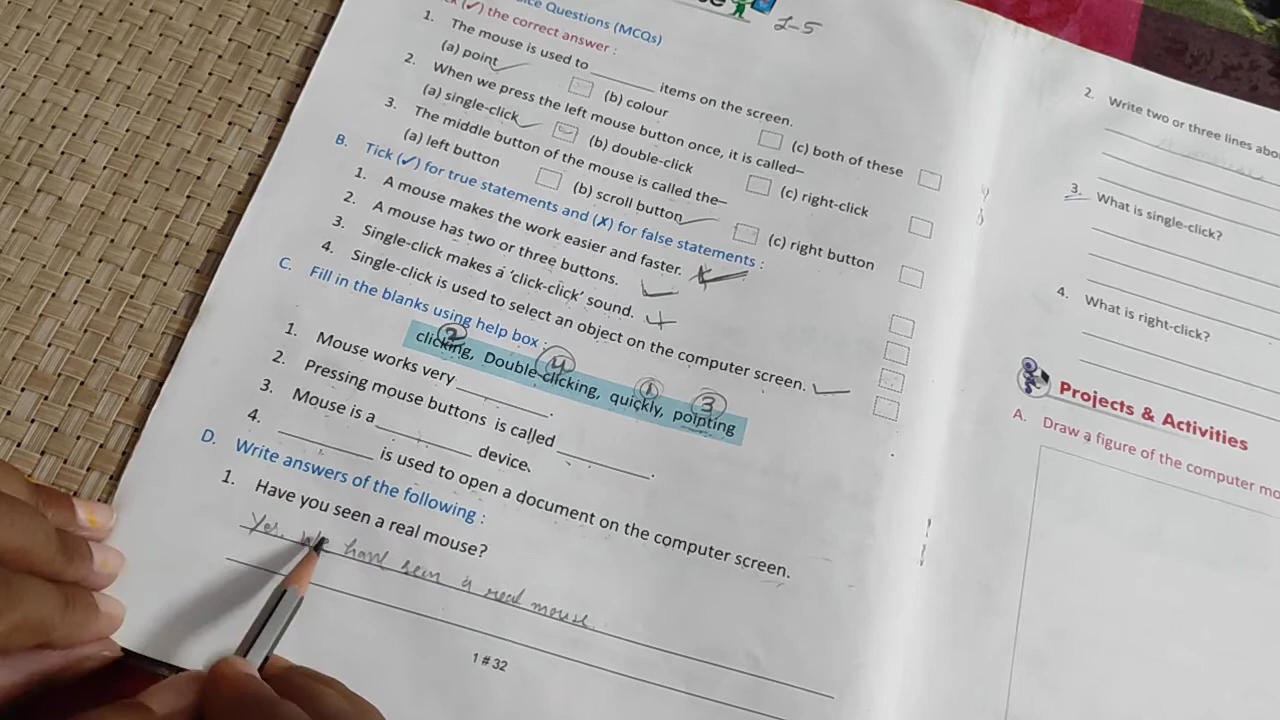 ice Questions (MCQs)
1-5
(✓) the correct answer :
1. The mouse is used to ______ items on the screen.
(a) point ✓ (b) colour (c) both of these
2. When we press the left mouse button once, it is called–
(a) single-click ✓ (b) double-click (c) right-click
3. The middle button of the mouse is called the–
(a) left button (b) scroll button ✓ (c) right button
B. Tick (✓) for true statements and (✗) for false statements :
1. A mouse makes the work easier and faster. ✓
2. A mouse has two or three buttons. ✓
3. Single-click makes a ‘click-click’ sound. ✗
4. Single-click is used to select an object on the computer screen. ✓
C. Fill in the blanks using help box :
2 4 1 3
clicking, Double-clicking, quickly, pointing
1. Mouse works very ______.
2. Pressing mouse buttons is called ______.
3. Mouse is a ______ device.
4. ______ is used to open a document on the computer screen.
D. Write answers of the following :
1. Have you seen a real mouse?
Yes, we have seen a real mouse.
1 # 32
2. Write two or three lines abo
3. What is single-click?
4. What is right-click?
Projects & Activities
A. Draw a figure of the computer mo